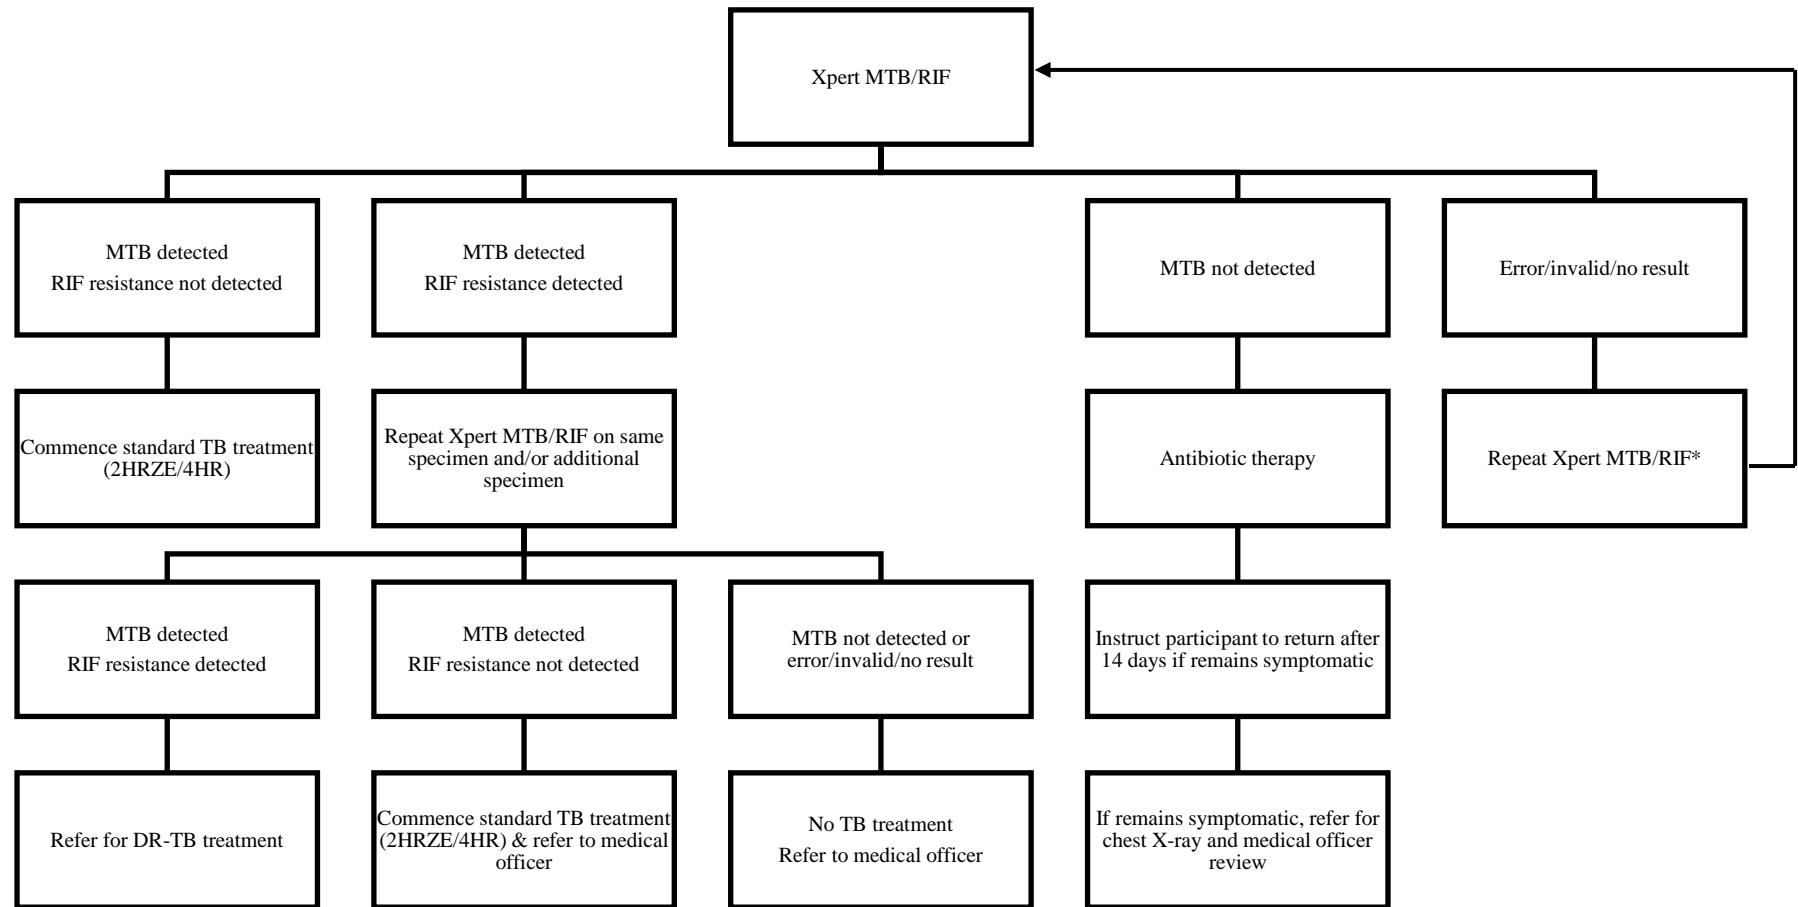 Xpert MTB/RIF
MTB detected
RIF resistance not detected
MTB detected
RIF resistance detected
MTB not detected
Error/invalid/no result
Commence standard TB treatment
(2HRZE/4HR)
Repeat Xpert MTB/RIF on same
specimen and/or additional
specimen
Antibiotic therapy
Repeat Xpert MTB/RIF*
MTB detected
RIF resistance detected
MTB detected
RIF resistance not detected
MTB not detected or
error/invalid/no result
Instruct participant to return after
14 days if remains symptomatic
Refer for DR-TB treatment
Commence standard TB treatment
(2HRZE/4HR) & refer to medical
officer
No TB treatment
Refer to medical officer
If remains symptomatic, refer for
chest X-ray and medical officer
review